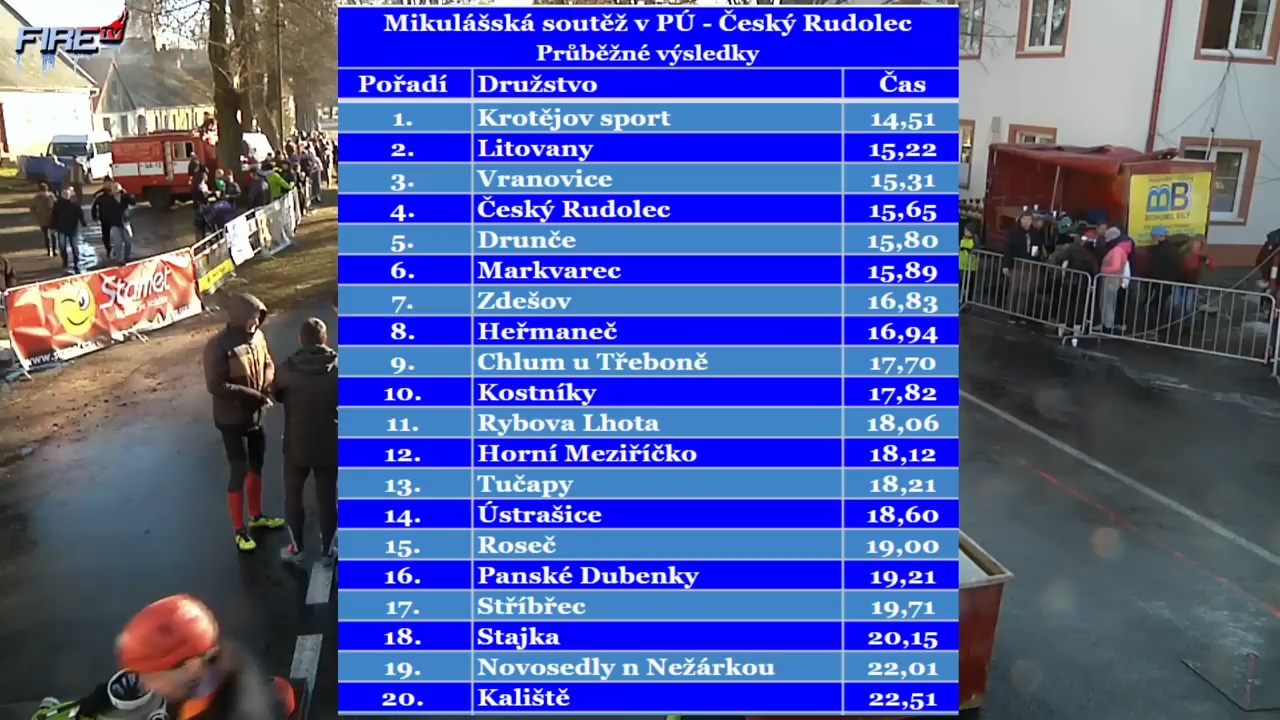 FIRE TV
Mikulášská soutěž v PÚ - Český Rudolec
Průběžné výsledky
Pořadí Družstvo Čas
1. Krotějov sport 14,51
2. Litovany 15,22
3. Vranovice 15,31
4. Český Rudolec 15,65
5. Drunče 15,80
6. Markvarec 15,89
7. Zdešov 16,83
8. Heřmaneč 16,94
9. Chlum u Třeboně 17,70
10. Kostníky 17,82
11. Rybova Lhota 18,06
12. Horní Meziříčko 18,12
13. Tučapy 18,21
14. Ústrašice 18,60
15. Roseč 19,00
16. Panské Dubenky 19,21
17. Stříbřec 19,71
18. Stajka 20,15
19. Novosedly n Nežárkou 22,01
20. Kaliště 22,51
Stamet
BB
BOHUMIL BÍLÝ